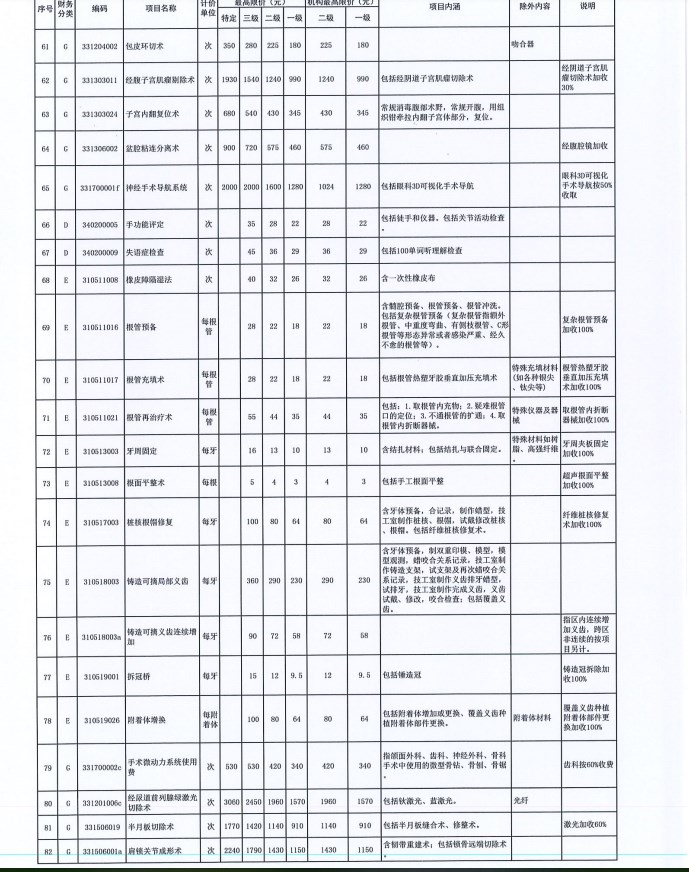 序号 财务分类 编码 项目名称 计价单位 最高限价（元） 机构最高限价（元） 项目内涵 除外内容 说明
特定 三级 二级 一级 二级 一级
61 G 331204002 包皮环切术 次 350 280 225 180 225 180 吻合器
62 G 331303011 经腹子宫肌瘤剔除术 次 1930 1540 1240 990 1240 990 包括经阴道子宫肌瘤切除术 经阴道子宫肌瘤切除术加收30%
63 G 331303024 子宫内翻复位术 次 680 540 430 345 430 345 常规消毒腹部术野，常规开腹，用组织钳牵拉内翻子宫体部分，复位。
64 G 331306002 盆腔粘连分离术 次 900 720 575 460 575 460 经腹腔镜加收
65 G 331700001f 神经手术导航系统 次 2000 2000 1600 1280 1024 1280 包括眼科3D可视化手术导航 眼科3D可视化手术导航按50%收取
66 D 340200005 手功能评定 次 35 28 22 28 22 包括徒手和仪器。包括关节活动检查。
67 D 340200009 失语症检查 次 45 36 29 36 29 包括100单词听理解检查
68 E 310511008 橡皮障隔湿法 次 40 32 26 32 26 含一次性橡皮布
69 E 310511016 根管预备 每根管 28 22 18 22 18 含髓腔预备、根管预备、根管冲洗。包括复杂根管预备（复杂根管指额外根管、中重度弯曲、有侧枝根管、C形根管等形态异常或者感染严重、经久不愈的根管等）。 复杂根管预备加收100%
70 E 310511017 根管充填术 每根管 28 22 18 22 18 包括根管热塑牙胶垂直加压充填术 特殊充填材料(如各种银尖、钛尖等) 根管热塑牙胶垂直加压充填术加收100%
71 E 310511021 根管再治疗术 每根管 55 44 35 44 35 包括：1.取根管内充物；2.疑难根管口的定位；3.不通根管的扩通；4.取根管内折断器械。 特殊仪器及器械 取根管内折断器械加收100%
72 E 310513003 牙周固定 每牙 16 13 10 13 10 含结扎材料；包括结扎与联合固定。 特殊材料如树脂、高强纤维。 牙周夹板固定加收100%
73 E 310513008 根面平整术 每根 5 4 3 4 3 包括手工根面平整 超声根面平整加收100%
74 E 310517003 桩核根帽修复 每牙 100 80 64 80 64 含牙体预备，合记录，制作蜡型，技工室制作桩核、根帽，试戴修改桩核、根帽，包括纤维桩核修复术。 纤维桩核修复术加收100%
75 E 310518003 铸造可摘局部义齿 每牙 360 290 230 290 230 含牙体预备，制双重印模、模型，模型观测，蜡咬合关系记录，技工室制作铸造支架，试支架及再次蜡咬合关系记录，技工室制作义齿排牙蜡型，试排牙，技工室制作完成义齿，义齿试戴、修改，咬合检查；包括覆盖义齿。
76 E 310518003a 铸造可摘义齿连续增加 每牙 90 72 58 72 58 指区内连续增加义齿，跨区非连续的按项目另计。
77 E 310519001 拆冠桥 每牙 15 12 9.5 12 9.5 包括锤造冠 铸造冠拆除加收100%
78 E 310519026 附着体增换 每附着体 100 80 64 80 64 包括附着体增加或更换、覆盖义齿种植附着体部件更换。 附着体材料 覆盖义齿种植附着体部件更换加收100%
79 G 331700002c 手术微动力系统使用费 次 530 530 420 340 420 340 指颌面外科、齿科、神经外科、骨科手术中使用的微型骨钻、骨刨、骨锯。 齿科按60%收费
80 G 331201006c 经尿道前列腺绿激光切除术 次 3060 2450 1960 1570 1960 1570 包括钬激光、蓝激光。 光纤
81 G 331506019 半月板切除术 次 1770 1420 1140 910 1140 910 包括半月板缝合术、修整术。 激光加收60%
82 G 331506001a 肩锁关节成形术 次 2240 1790 1430 1150 1430 1150 含韧带重建术；包括锁骨远端切除术。